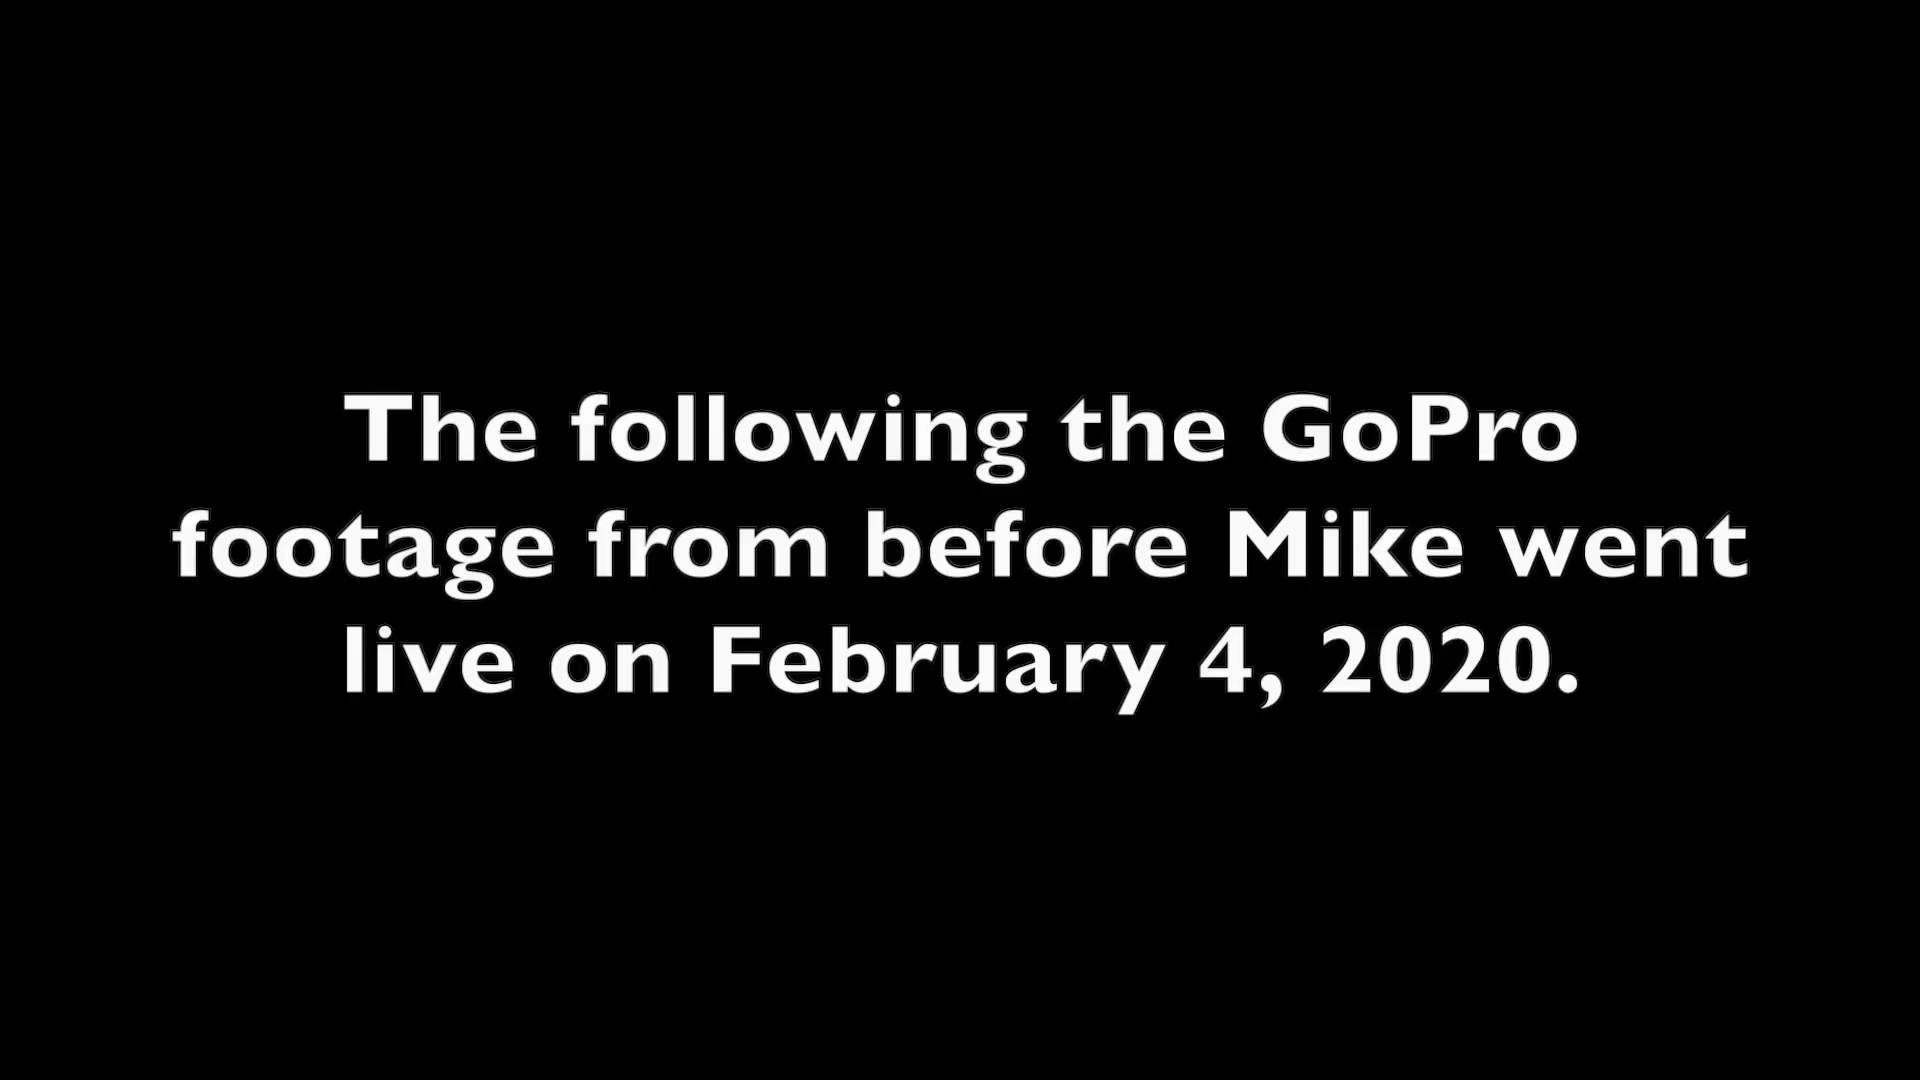 The following the GoPro
footage from before Mike went
live on February 4, 2020.